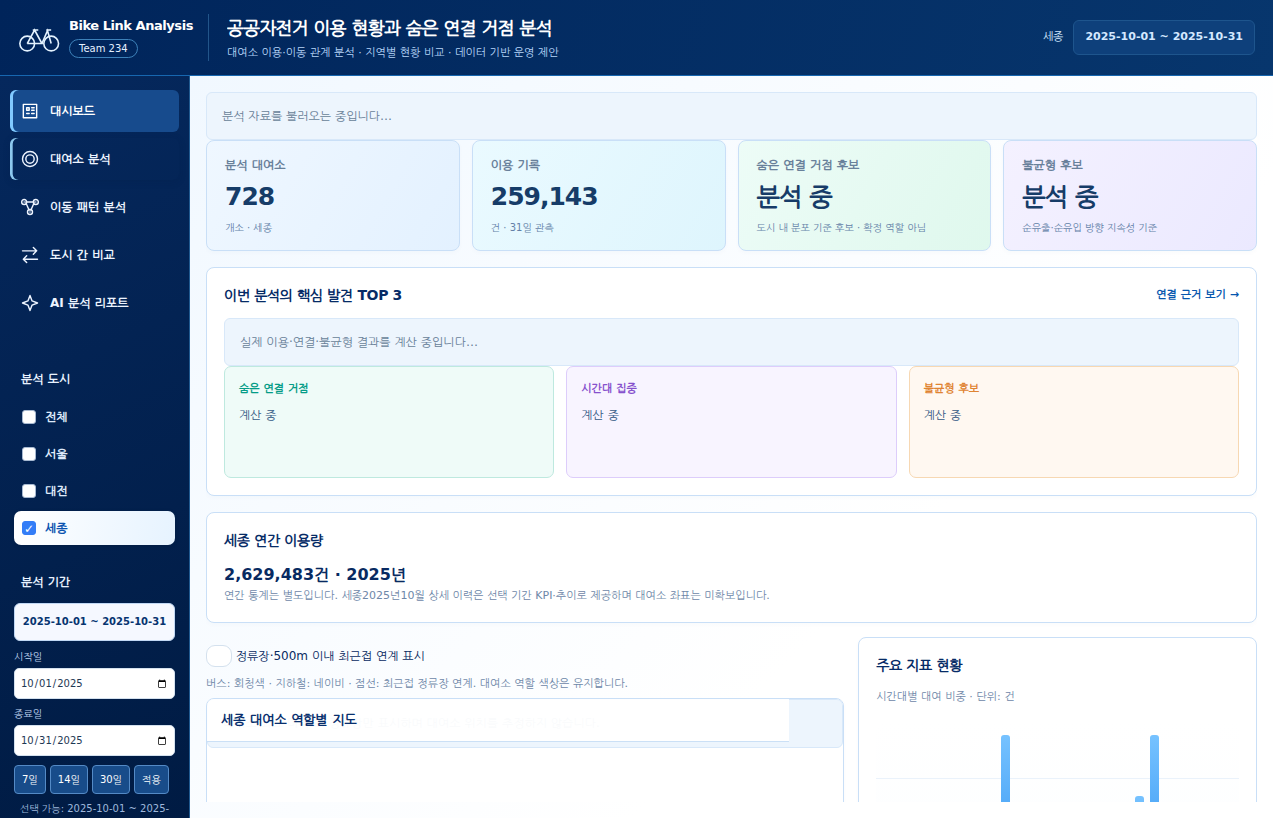 Bike Link Analysis
Team 234
공공자전거 이용 현황과 숨은 연결 거점 분석
대여소 이용·이동 관계 분석 · 지역별 현황 비교 · 데이터 기반 운영 제안
세종
2025-10-01 ~ 2025-10-31
대시보드
대여소 분석
이동 패턴 분석
도시 간 비교
AI 분석 리포트
분석 도시
전체
서울
대전
세종
분석 기간
2025-10-01 ~ 2025-10-31
시작일
10/01/2025
종료일
10/31/2025
7일
14일
30일
적용
선택 가능: 2025-10-01 ~ 2025-
분석 자료를 불러오는 중입니다...
분석 대여소
728
개소 · 세종
이용 기록
259,143
건 · 31일 관측
숨은 연결 거점 후보
분석 중
도시 내 분포 기준 후보 · 확정 역할 아님
불균형 후보
분석 중
순유출·순유입 방향 지속성 기준
이번 분석의 핵심 발견 TOP 3
연결 근거 보기 →
실제 이용·연결·불균형 결과를 계산 중입니다...
숨은 연결 거점
계산 중
시간대 집중
계산 중
불균형 후보
계산 중
세종 연간 이용량
2,629,483건 · 2025년
연간 통계는 별도입니다. 세종2025년10월 상세 이력은 선택 기간 KPI·추이로 제공하며 대여소 좌표는 미확보입니다.
정류장·500m 이내 최근접 연계 표시
버스: 회청색 · 지하철: 네이비 · 점선: 최근접 정류장 연계. 대여소 역할 색상은 유지합니다.
세종 대여소 역할별 지도
주요 지표 현황
시간대별 대여 비중 · 단위: 건